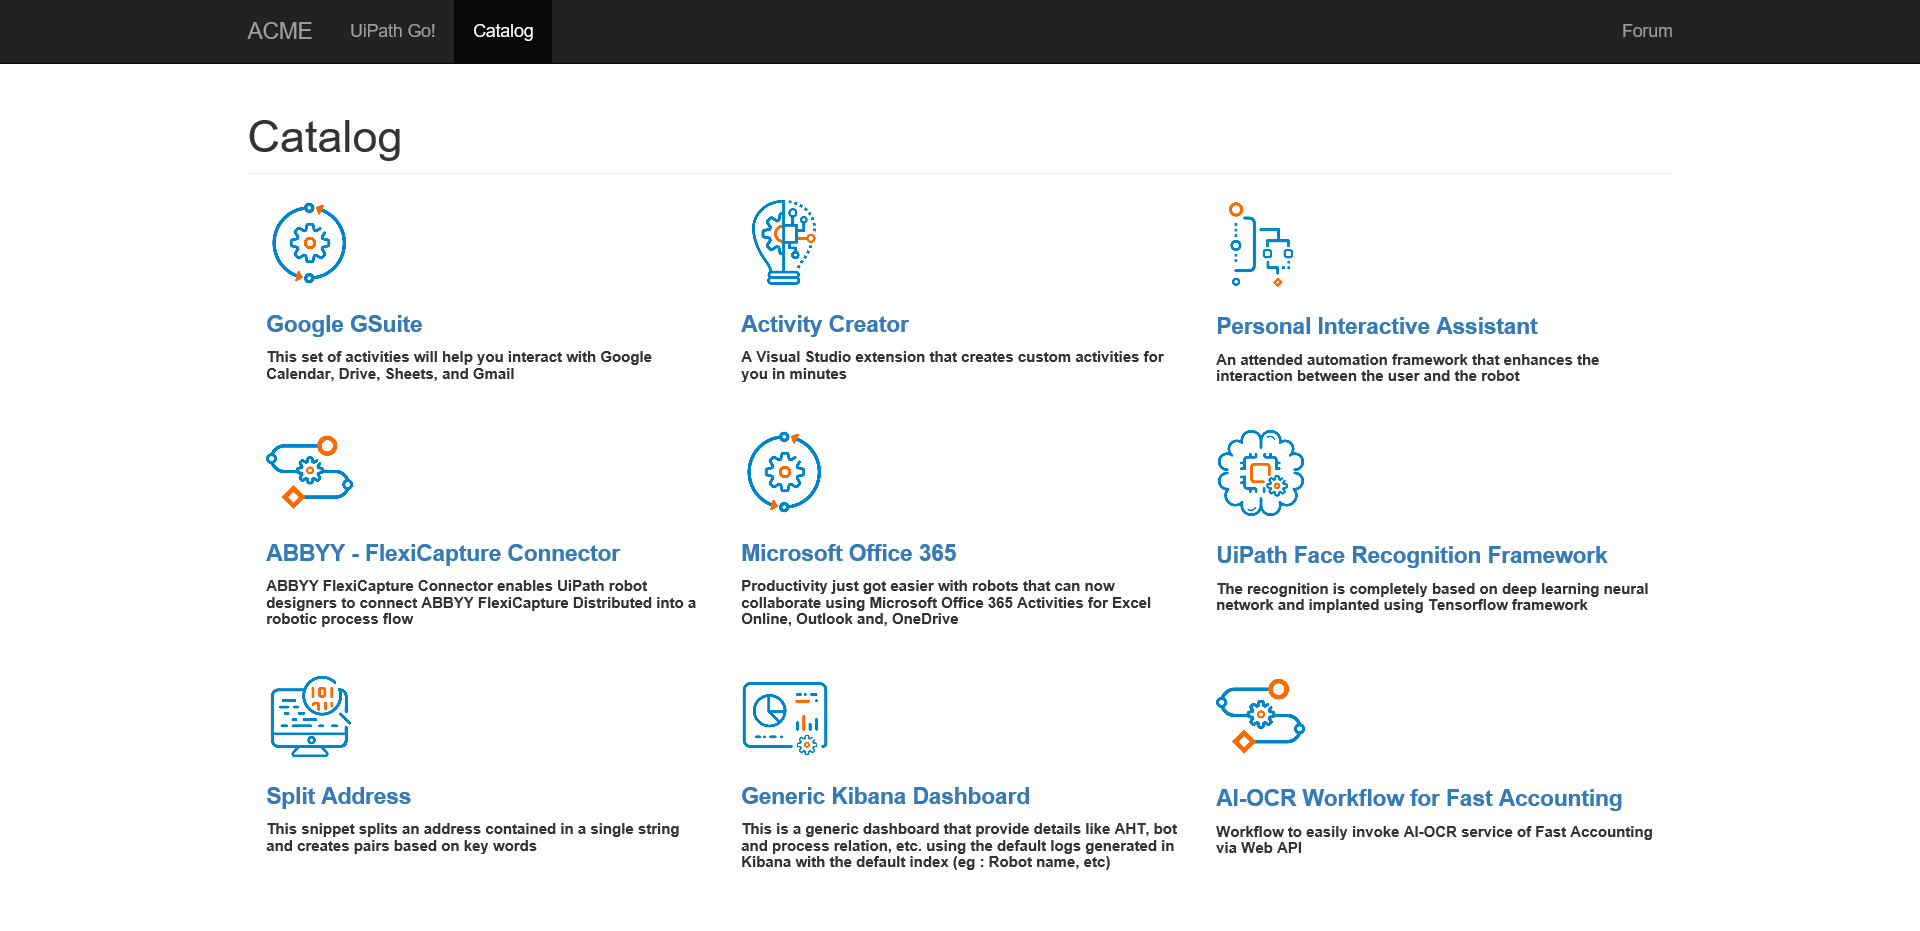 ACME UiPath Go! Catalog Forum
Catalog
Google GSuite
This set of activities will help you interact with Google
Calendar, Drive, Sheets, and Gmail
Activity Creator
A Visual Studio extension that creates custom activities for
you in minutes
Personal Interactive Assistant
An attended automation framework that enhances the
interaction between the user and the robot
ABBYY - FlexiCapture Connector
ABBYY FlexiCapture Connector enables UiPath robot
designers to connect ABBYY FlexiCapture Distributed into a
robotic process flow
Microsoft Office 365
Productivity just got easier with robots that can now
collaborate using Microsoft Office 365 Activities for Excel
Online, Outlook and, OneDrive
UiPath Face Recognition Framework
The recognition is completely based on deep learning neural
network and implanted using Tensorflow framework
101
Split Address
This snippet splits an address contained in a single string
and creates pairs based on key words
Generic Kibana Dashboard
This is a generic dashboard that provide details like AHT, bot
and process relation, etc. using the default logs generated in
Kibana with the default index (eg : Robot name, etc)
AI-OCR Workflow for Fast Accounting
Workflow to easily invoke AI-OCR service of Fast Accounting
via Web API